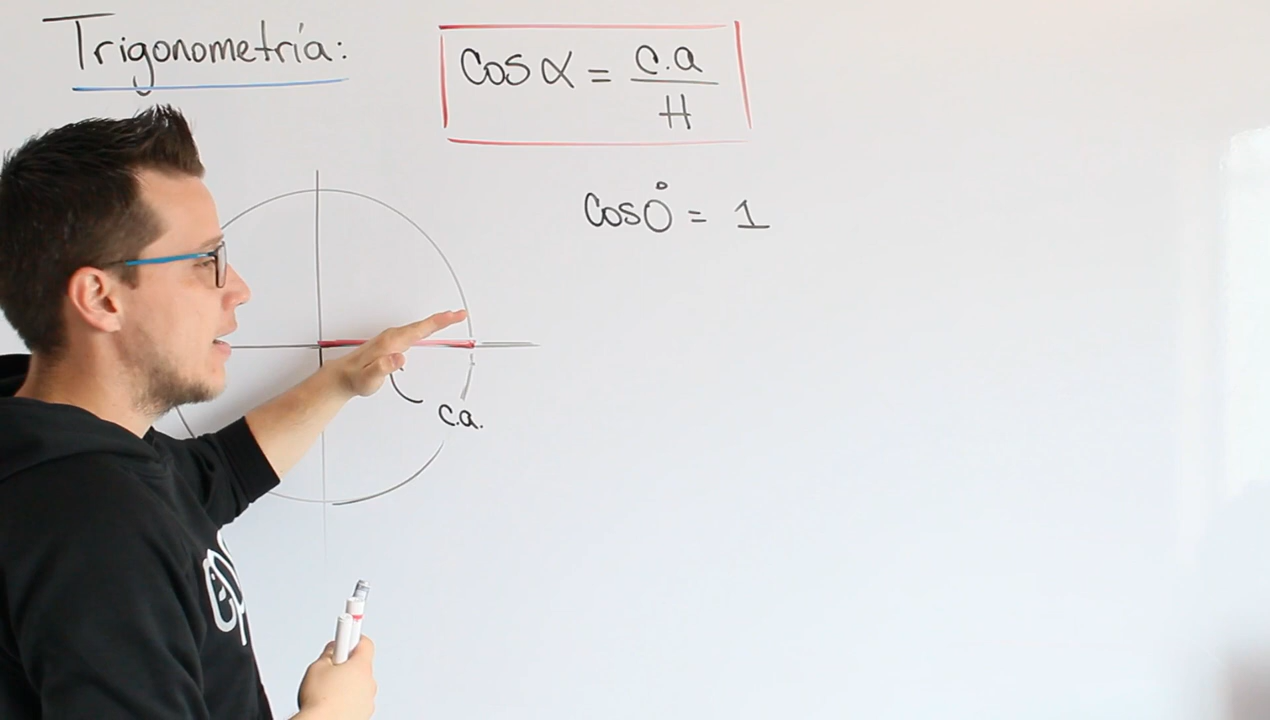 Trigonometría:
Cos α = c.a / H
Cos 0° = 1
c.a.